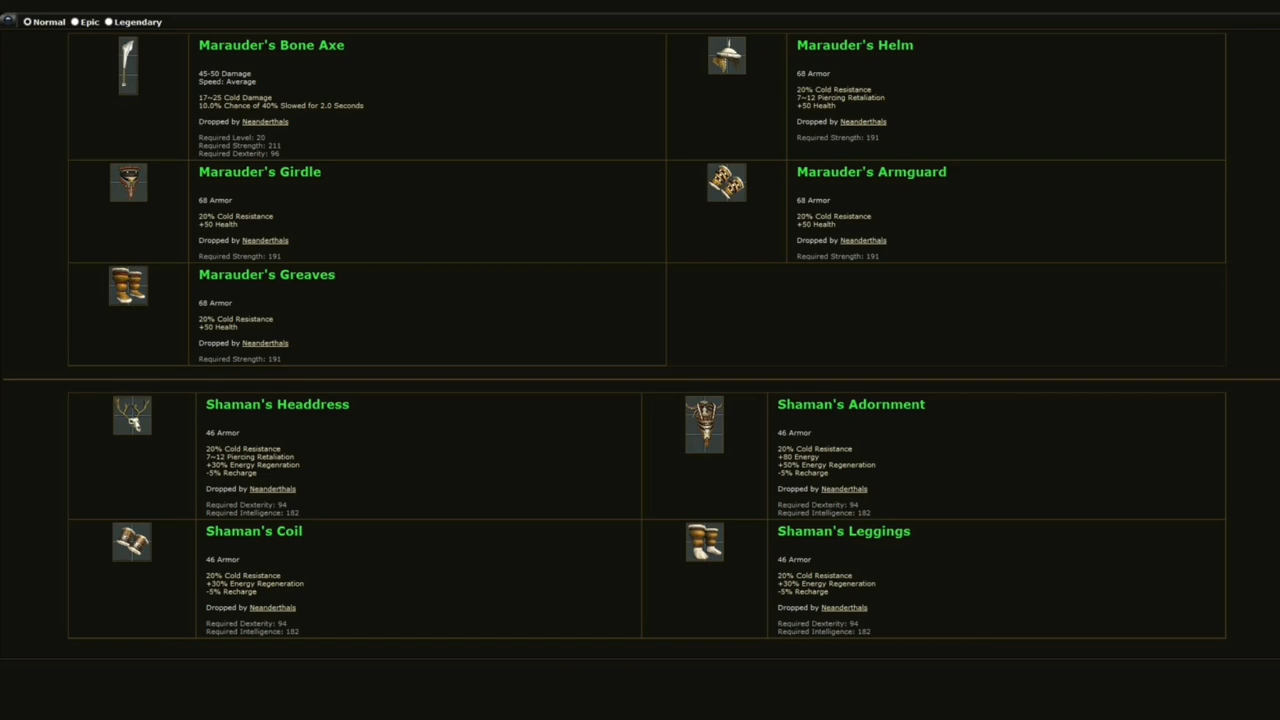 Normal Epic Legendary
Marauder's Bone Axe
45-50 Damage
Speed: Average
17~25 Cold Damage
10.0% Chance of 40% Slowed for 2.0 Seconds
Dropped by Neanderthals
Required Level: 20
Required Strength: 211
Required Dexterity: 96
Marauder's Helm
68 Armor
20% Cold Resistance
7~12 Piercing Retaliation
+50 Health
Dropped by Neanderthals
Required Strength: 191
Marauder's Girdle
68 Armor
20% Cold Resistance
+50 Health
Dropped by Neanderthals
Required Strength: 191
Marauder's Armguard
68 Armor
20% Cold Resistance
+50 Health
Dropped by Neanderthals
Required Strength: 191
Marauder's Greaves
68 Armor
20% Cold Resistance
+50 Health
Dropped by Neanderthals
Required Strength: 191
Shaman's Headdress
46 Armor
20% Cold Resistance
7~12 Piercing Retaliation
+30% Energy Regenration
-5% Recharge
Dropped by Neanderthals
Required Dexterity: 94
Required Intelligence: 182
Shaman's Adornment
46 Armor
20% Cold Resistance
+80 Energy
+50% Energy Regeneration
-5% Recharge
Dropped by Neanderthals
Required Dexterity: 94
Required Intelligence: 182
Shaman's Coil
46 Armor
20% Cold Resistance
+30% Energy Regeneration
-5% Recharge
Dropped by Neanderthals
Required Dexterity: 94
Required Intelligence: 182
Shaman's Leggings
46 Armor
20% Cold Resistance
+30% Energy Regeneration
-5% Recharge
Dropped by Neanderthals
Required Dexterity: 94
Required Intelligence: 182